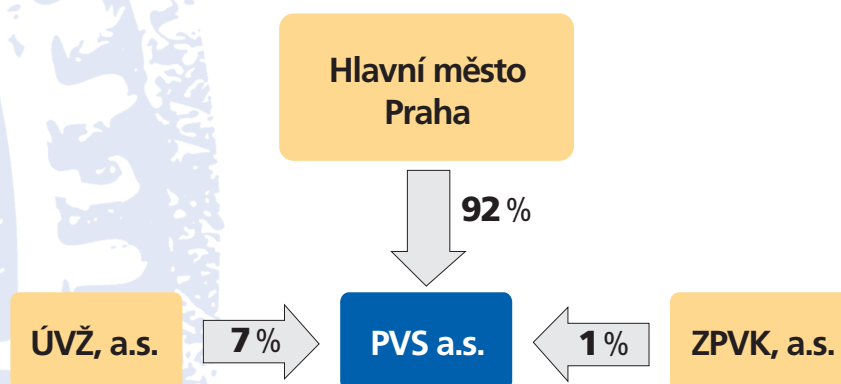 Hlavní město
Praha
92 %
ÚVŽ, a.s.
7 %
PVS a.s.
1 %
ZPVK, a.s.